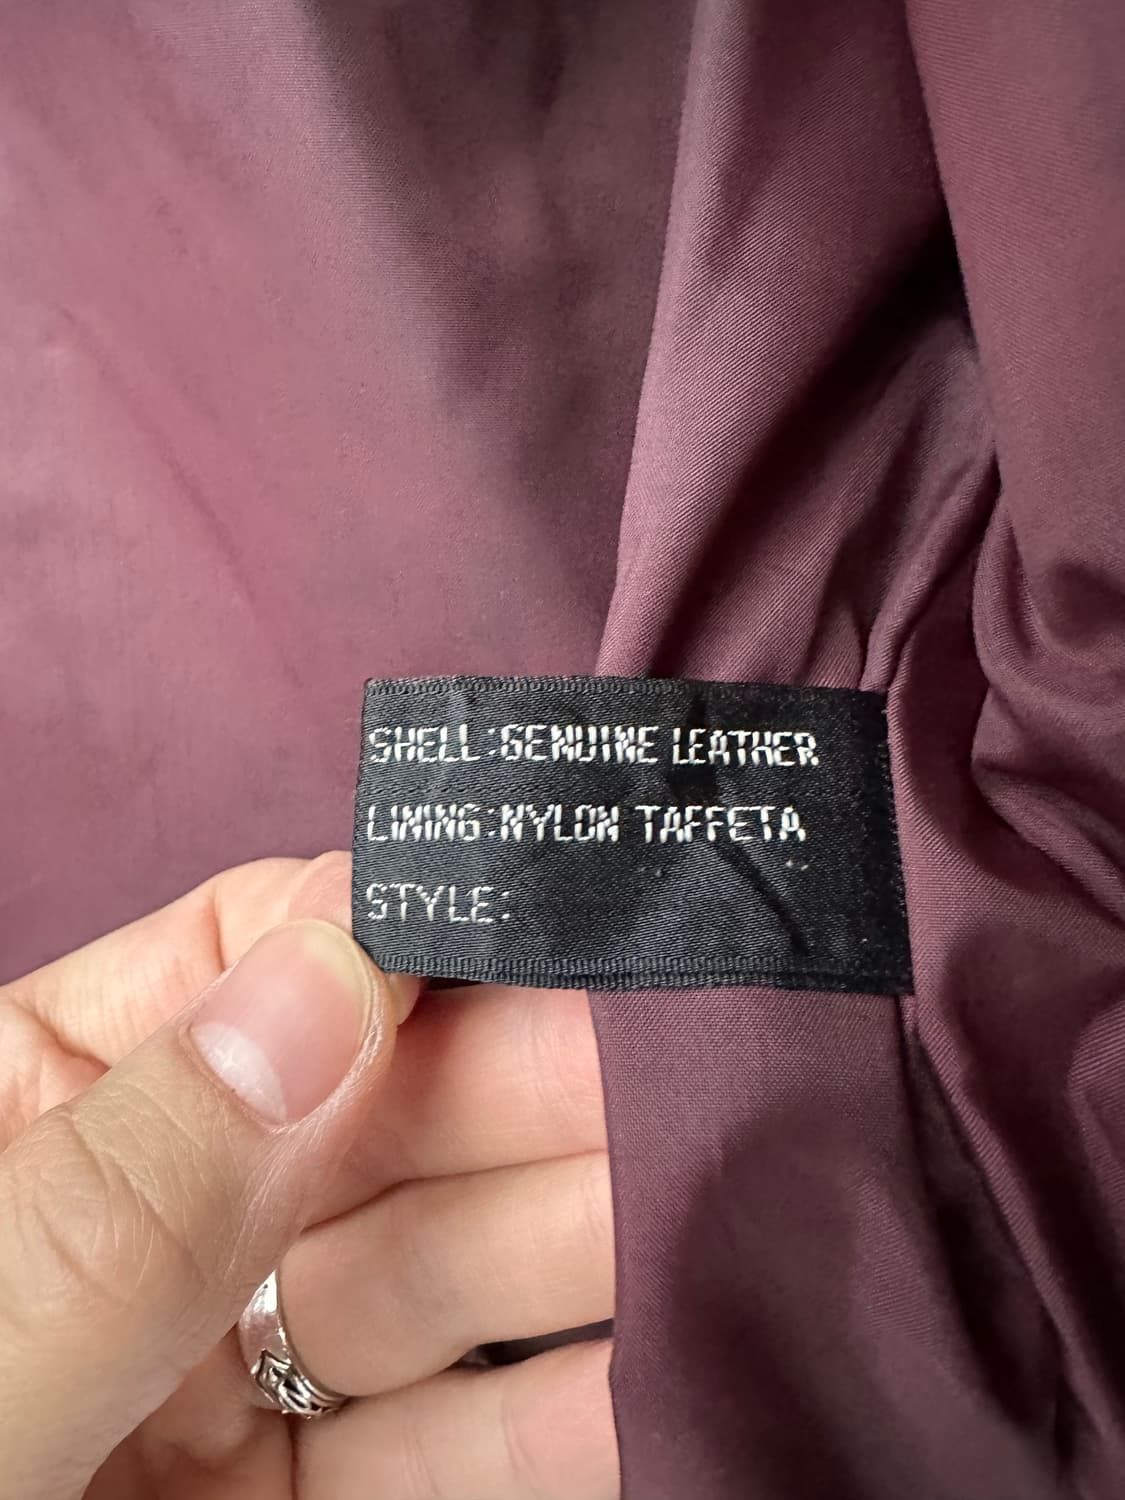 SHELL:GENUINE LEATHER
LINING:NYLON TAFFETA
STYLE: